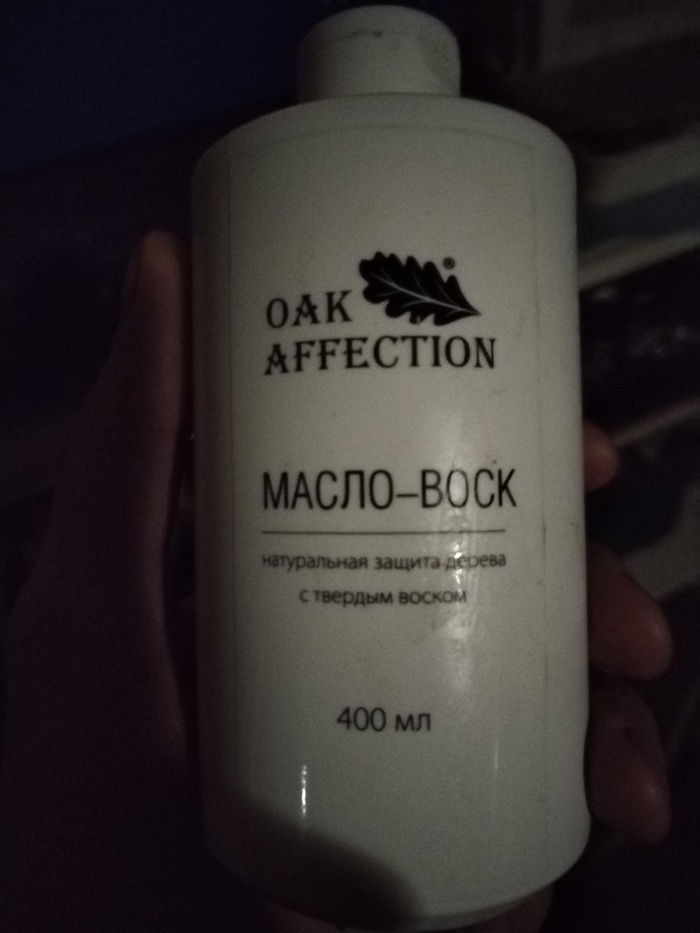 OAK ®
AFFECTION
МАСЛО–ВОСК
натуральная защита дерева
с твердым воском
400 мл